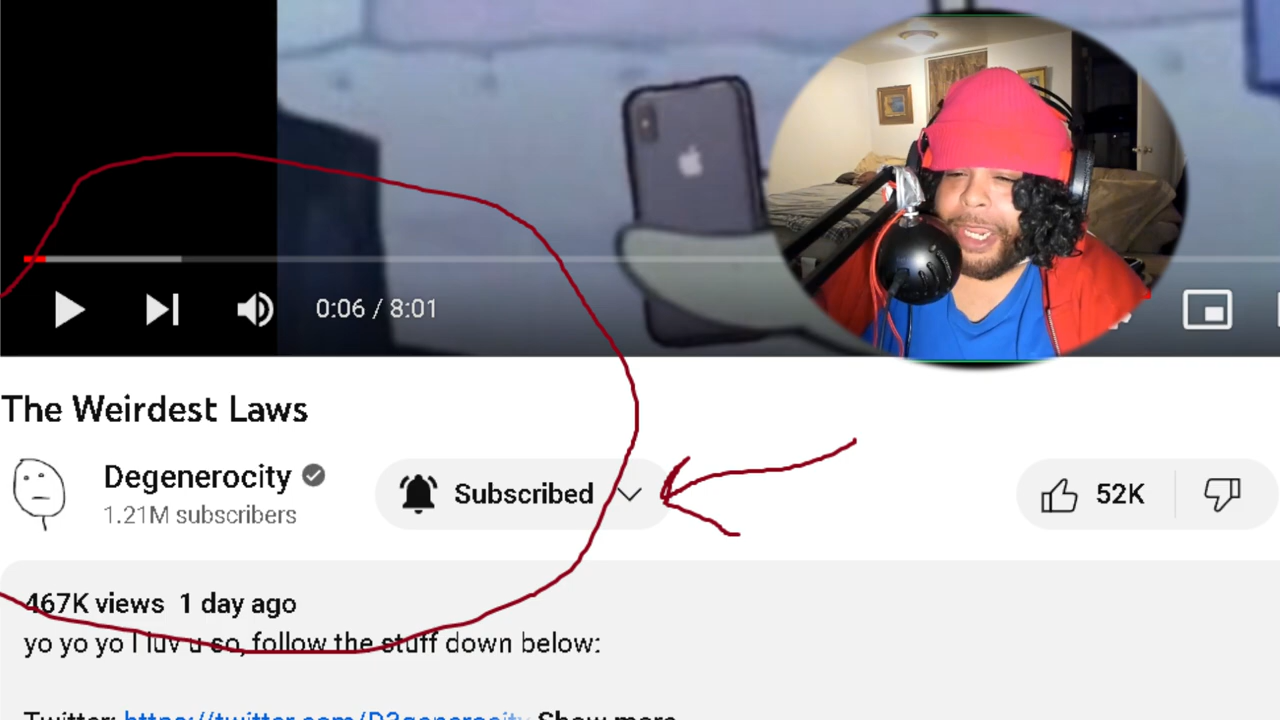 0:06 / 8:01
The Weirdest Laws
Degenerocity
1.21M subscribers
Subscribed
52K
467K views 1 day ago
yo yo yo I luv u so, follow the stuff down below:
Twitter: https://twitter.com/D3generocity Show more